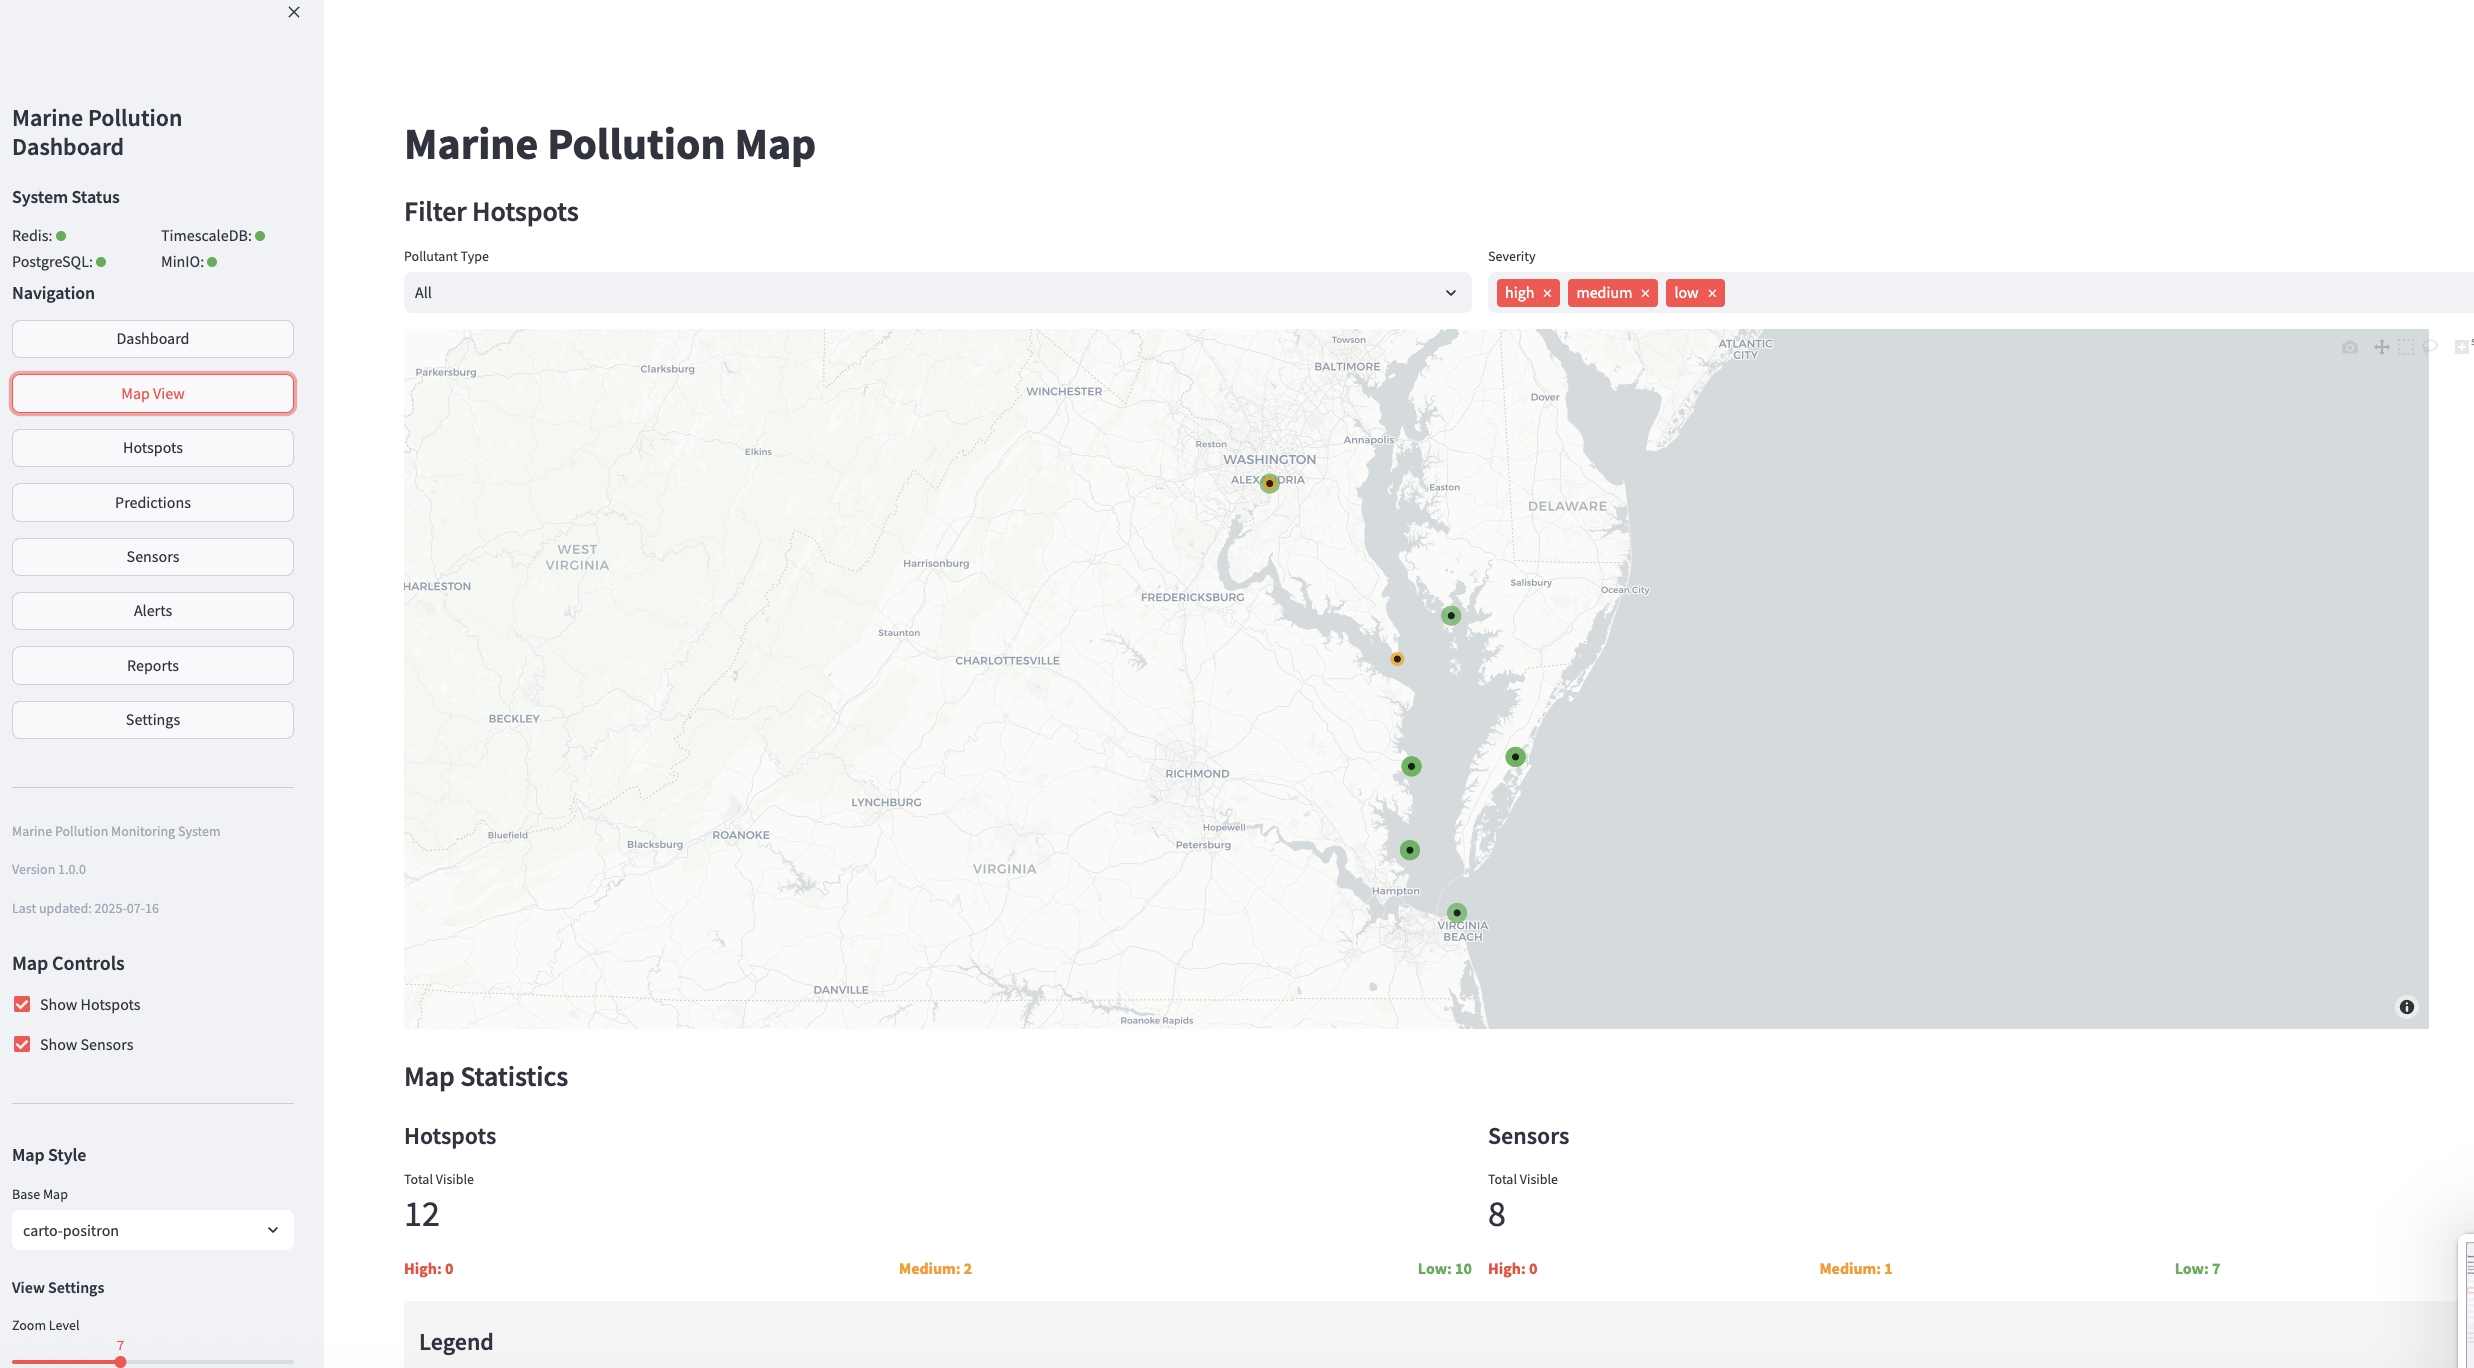 Marine Pollution
Dashboard
System Status
Redis:
TimescaleDB:
PostgreSQL:
MinIO:
Navigation
Dashboard
Map View
Hotspots
Predictions
Sensors
Alerts
Reports
Settings
Marine Pollution Monitoring System
Version 1.0.0
Last updated: 2025-07-16
Map Controls
Show Hotspots
Show Sensors
Map Style
Base Map
carto-positron
View Settings
Zoom Level
7
Marine Pollution Map
Filter Hotspots
Pollutant Type
All
Severity
high
medium
low
Towson
ATLANTIC
CITY
Parkersburg
Clarksburg
BALTIMORE
WINCHESTER
Dover
Annapolis
Reston
Elkins
WASHINGTON
Easton
DELAWARE
WEST
VIRGINIA
Harrisonburg
Salisbury
HARLESTON
Ocean City
FREDERICKSBURG
Staunton
CHARLOTTESVILLE
BECKLEY
RICHMOND
LYNCHBURG
Hopewell
Bluefield
ROANOKE
Blacksburg
Petersburg
VIRGINIA
Hampton
VIRGINIA
BEACH
DANVILLE
Roanoke Rapids
Map Statistics
Hotspots
Total Visible
12
High: 0
Medium: 2
Low: 10
Sensors
Total Visible
8
High: 0
Medium: 1
Low: 7
Legend